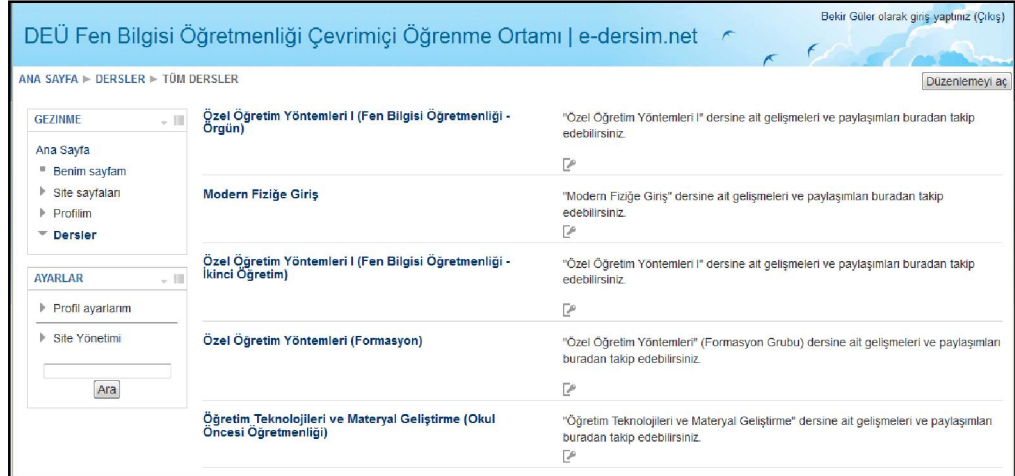 Bekir Güler olarak giriş yaptınız (Çıkış)
DEÜ Fen Bilgisi Öğretmenliği Çevrimiçi Öğrenme Ortamı | e-dersim.net
ANA SAYFA ► DERSLER ► TÜM DERSLER
Düzenlemeyi aç
GEZINME
Ana Sayfa
Benim sayfam
Site sayfaları
Profilim
Dersler
AYARLAR
Profil ayarlarım
Site Yönetimi
Ara
Özel Öğretim Yöntemleri I (Fen Bilgisi Öğretmenliği -
Örgün)
"Özel Öğretim Yöntemleri I" dersine ait gelişmeleri ve paylaşımları buradan takip
edebilirsiniz.
Modern Fiziğe Giriş
"Modern Fiziğe Giriş" dersine ait gelişmeleri ve paylaşımları buradan takip
edebilirsiniz.
Özel Öğretim Yöntemleri I (Fen Bilgisi Öğretmenliği -
İkinci Öğretim)
"Özel Öğretim Yöntemleri I" dersine ait gelişmeleri ve paylaşımları buradan takip
edebilirsiniz.
Özel Öğretim Yöntemleri (Formasyon)
"Özel Öğretim Yöntemleri" (Formasyon Grubu) dersine ait gelişmeleri ve paylaşımları
buradan takip edebilirsiniz.
Öğretim Teknolojileri ve Materyal Geliştirme (Okul
Öncesi Öğretmenliği)
"Öğretim Teknolojileri ve Materyal Geliştirme" dersine ait gelişmeleri ve paylaşımları
buradan takip edebilirsiniz.